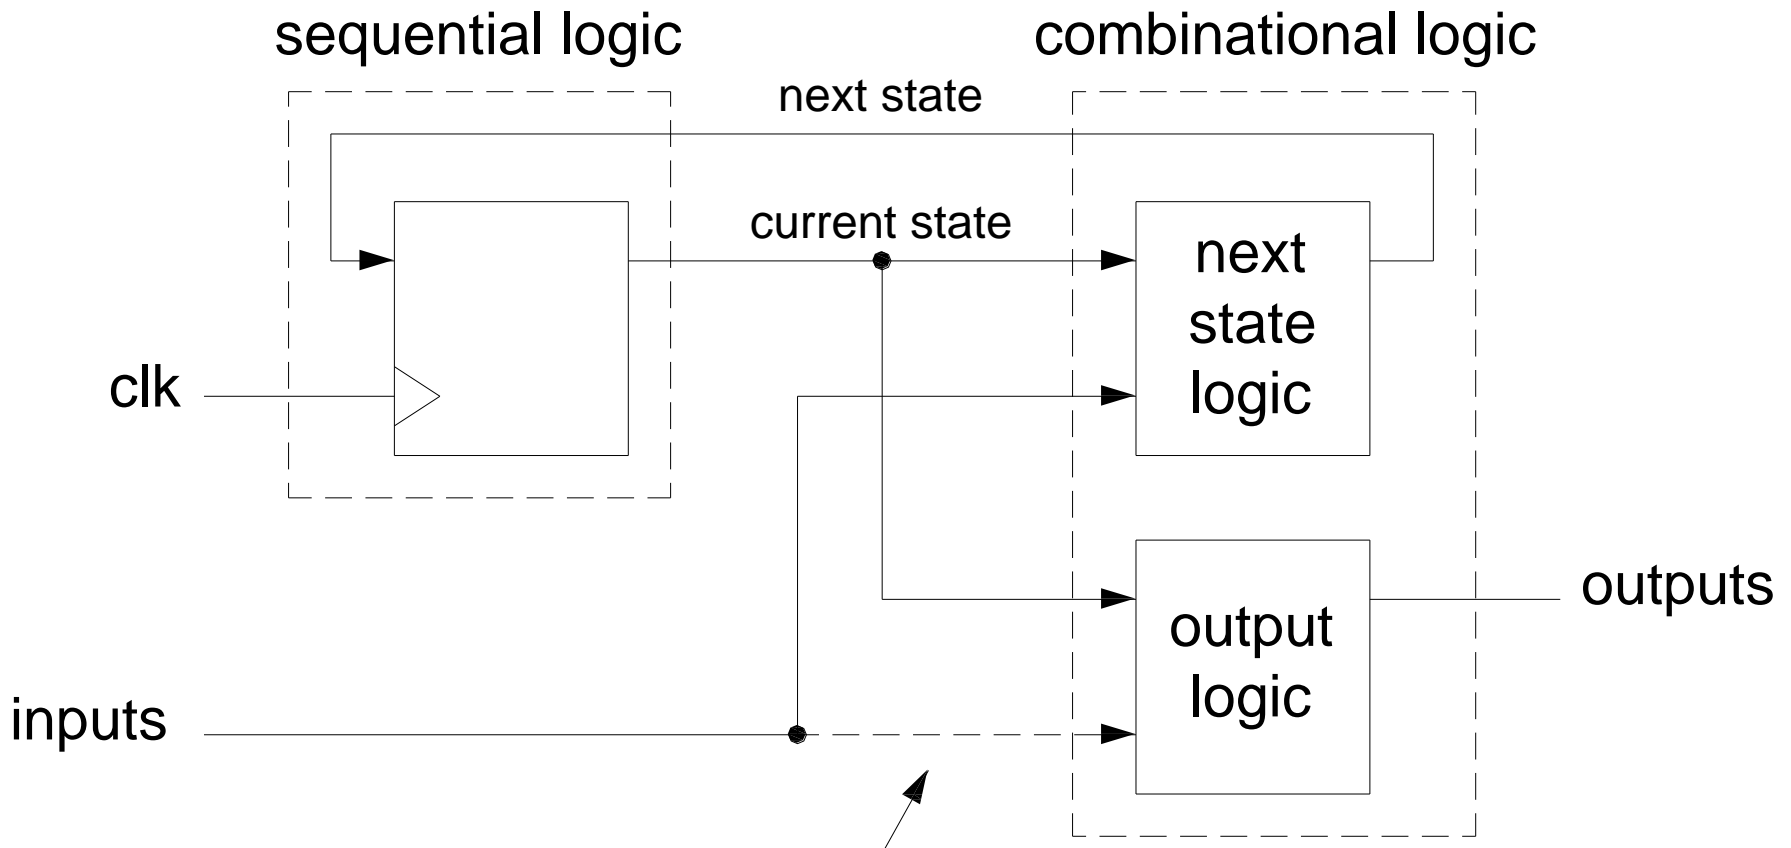 sequential logic
combinational logic
next state
current state
next
state
logic
clk
output
logic
outputs
inputs